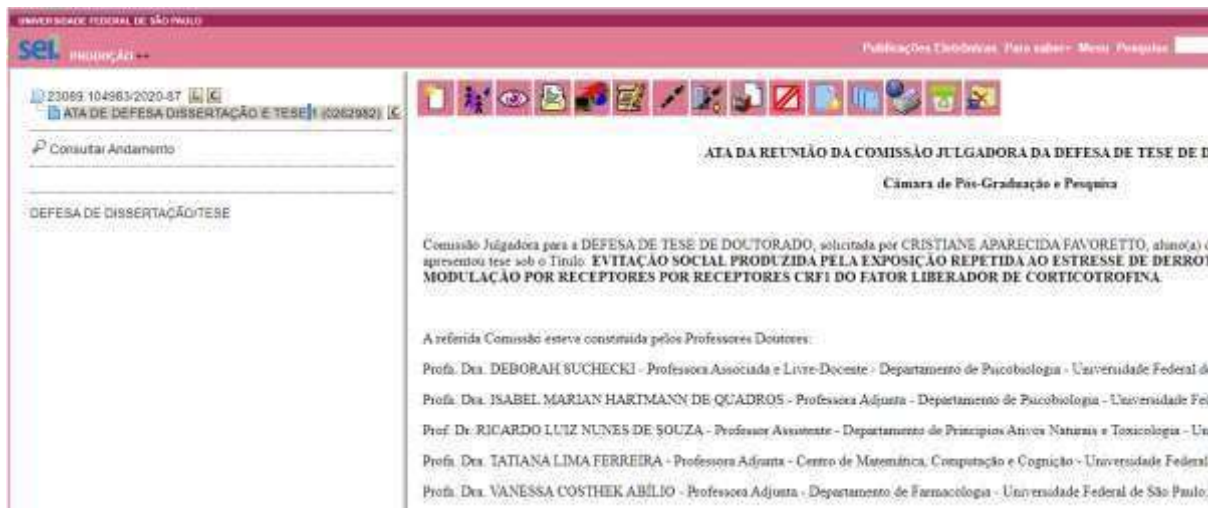 UNIVERSIDADE FEDERAL DE SÃO PAULO
sei. PRODUÇÃO
Publicações Eletrônicas Para saber+ Menu Pesquisa
23089.104983/2020-87
ATA DE DEFESA DISSERTAÇÃO E TESE 1 (0262982)
Consultar Andamento
DEFESA DE DISSERTAÇÃO/TESE
ATA DA REUNIÃO DA COMISSÃO JULGADORA DA DEFESA DE TESE DE D
Câmara de Pós-Graduação e Pesquisa
Comissão Julgadora para a DEFESA DE TESE DE DOUTORADO, solicitada por CRISTIANE APARECIDA FAVORETTO, aluno(a) d
apresentou tese sob o Título: EVITAÇÃO SOCIAL PRODUZIDA PELA EXPOSIÇÃO REPETIDA AO ESTRESSE DE DERROT
MODULAÇÃO POR RECEPTORES POR RECEPTORES CRF1 DO FATOR LIBERADOR DE CORTICOTROFINA.
A referida Comissão esteve constituída pelos Professores Doutores:
Profa. Dra. DEBORAH SUCHECKI - Professora Associada e Livre-Docente - Departamento de Psicobiologia - Universidade Federal d
Profa. Dra. ISABEL MARIAN HARTMANN DE QUADROS - Professora Adjunta - Departamento de Psicobiologia - Universidade Fe
Prof. Dr. RICARDO LUIZ NUNES DE SOUZA - Professor Assistente - Departamento de Princípios Ativos Naturais e Toxicologia - Un
Profa. Dra. TATIANA LIMA FERREIRA - Professora Adjunta - Centro de Matemática, Computação e Cognição - Universidade Federal
Profa. Dra. VANESSA COSTHEK ABÍLIO - Professora Adjunta - Departamento de Farmacologia - Universidade Federal de São Paulo;